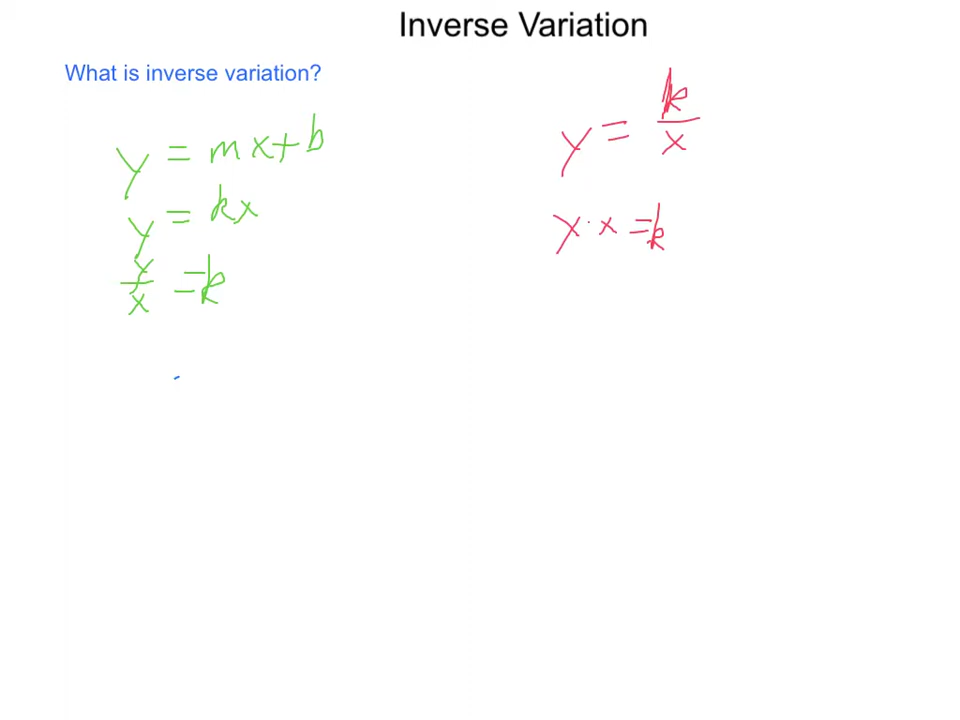 Inverse Variation
What is inverse variation?
y = mx+b
y = kx
y/x = k
y = k/x
y · x = k